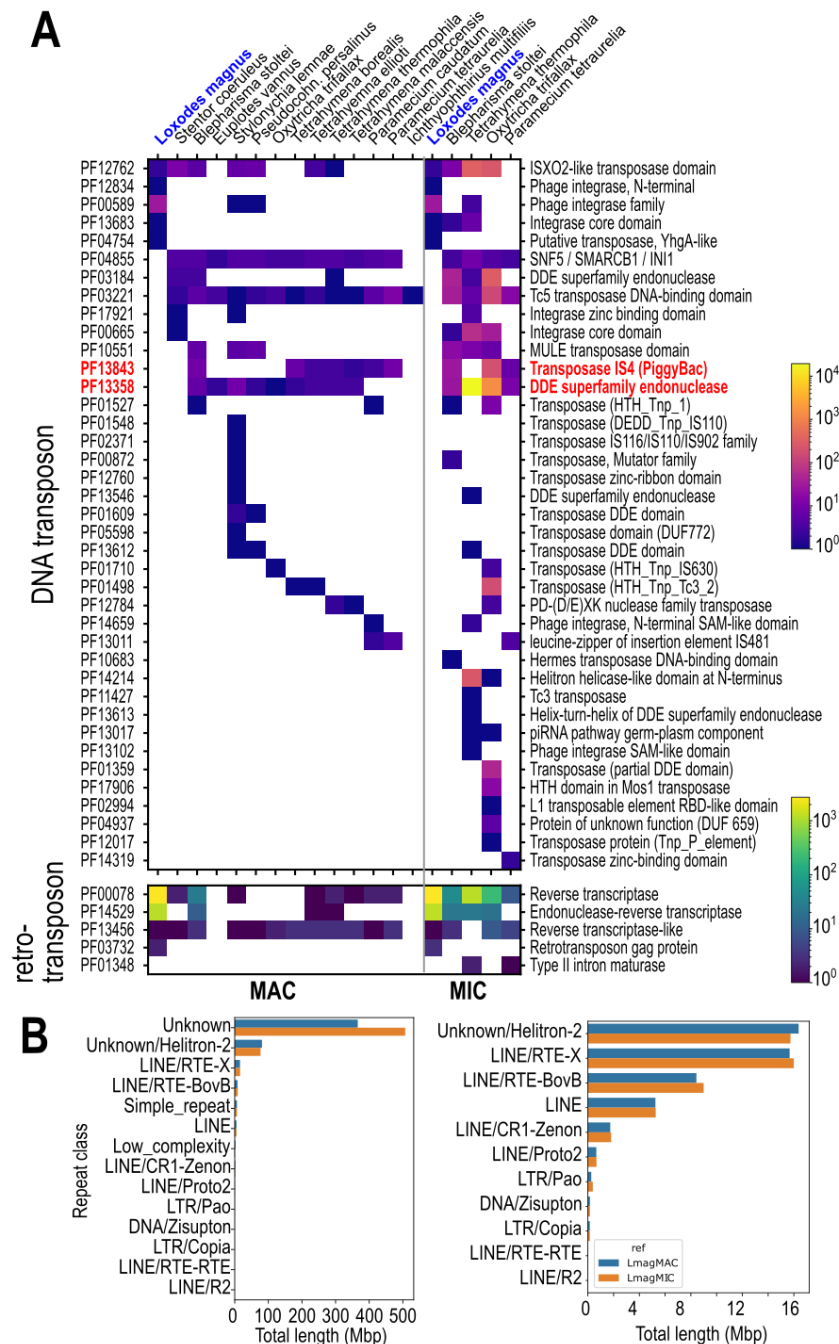 A
Loxodes magnus
Stentor coeruleus
Blepharisma stoltei
Euplotes vannus
Stylonychia lemnae
Pseudocohn. persalinus
Oxytricha trifallax
Tetrahymena borealis
Tetrahyemna ellioti
Tetrahymena thermophila
Tetrahymena malaccensis
Paramecium caudatum
Paramecium tetraurelia
Ichthyophthirius multifiliis
Loxodes magnus
Blepharisma stoltei
Tetrahymena thermophila
Oxytricha trifallax
Paramecium tetraurelia
DNA transposon
PF12762 ISXO2-like transposase domain
PF12834 Phage integrase, N-terminal
PF00589 Phage integrase family
PF13683 Integrase core domain
PF04754 Putative transposase, YhgA-like
PF04855 SNF5 / SMARCB1 / INI1
PF03184 DDE superfamily endonuclease
PF03221 Tc5 transposase DNA-binding domain
PF17921 Integrase zinc binding domain
PF00665 Integrase core domain
PF10551 MULE transposase domain
PF13843 Transposase IS4 (PiggyBac)
PF13358 DDE superfamily endonuclease
PF01527 Transposase (HTH_Tnp_1)
PF01548 Transposase (DEDD_Tnp_IS110)
PF02371 Transposase IS116/IS110/IS902 family
PF00872 Transposase, Mutator family
PF12760 Transposase zinc-ribbon domain
PF13546 DDE superfamily endonuclease
PF01609 Transposase DDE domain
PF05598 Transposase domain (DUF772)
PF13612 Transposase DDE domain
PF01710 Transposase (HTH_Tnp_IS630)
PF01498 Transposase (HTH_Tnp_Tc3_2)
PF12784 PD-(D/E)XK nuclease family transposase
PF14659 Phage integrase, N-terminal SAM-like domain
PF13011 leucine-zipper of insertion element IS481
PF10683 Hermes transposase DNA-binding domain
PF14214 Helitron helicase-like domain at N-terminus
PF11427 Tc3 transposase
PF13613 Helix-turn-helix of DDE superfamily endonuclease
PF13017 piRNA pathway germ-plasm component
PF13102 Phage integrase SAM-like domain
PF01359 Transposase (partial DDE domain)
PF17906 HTH domain in Mos1 transposase
PF02994 L1 transposable element RBD-like domain
PF04937 Protein of unknown function (DUF 659)
PF12017 Transposase protein (Tnp_P_element)
PF14319 Transposase zinc-binding domain
10^4
10^3
10^2
10^1
10^0
retro-
transposon
PF00078 Reverse transcriptase
PF14529 Endonuclease-reverse transcriptase
PF13456 Reverse transcriptase-like
PF03732 Retrotransposon gag protein
PF01348 Type II intron maturase
10^3
10^2
10^1
10^0
MAC MIC
B
Repeat class
Unknown
Unknown/Helitron-2
LINE/RTE-X
LINE/RTE-BovB
Simple_repeat
LINE
Low_complexity
LINE/CR1-Zenon
LINE/Proto2
LTR/Pao
DNA/Zisupton
LTR/Copia
LINE/RTE-RTE
LINE/R2
0 100 200 300 400 500
Total length (Mbp)
Unknown/Helitron-2
LINE/RTE-X
LINE/RTE-BovB
LINE
LINE/CR1-Zenon
LINE/Proto2
LTR/Pao
DNA/Zisupton
LTR/Copia
LINE/RTE-RTE
LINE/R2
ref
LmagMAC
LmagMIC
0 4 8 12 16
Total length (Mbp)